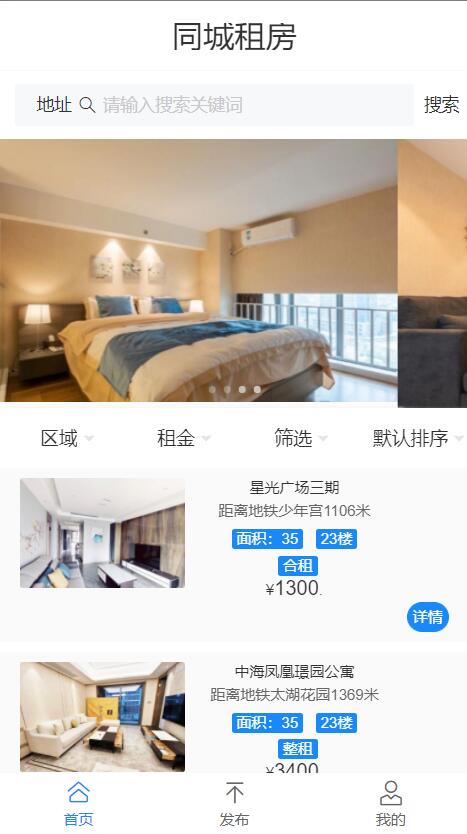 同城租房
地址 请输入搜索关键词 搜索
区域 租金 筛选 默认排序
星光广场三期
距离地铁少年宫1106米
面积：35 23楼
合租
¥1300.
详情
中海凤凰璟园公寓
距离地铁太湖花园1369米
面积：35 23楼
整租
¥3400
首页 发布 我的